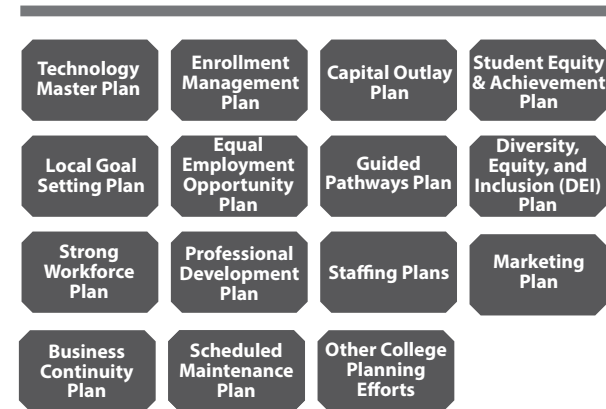 Technology
Master Plan
Enrollment
Management
Plan
Capital Outlay
Plan
Student Equity
& Achievement
Plan
Local Goal
Setting Plan
Equal
Employment
Opportunity
Plan
Guided
Pathways Plan
Diversity,
Equity, and
Inclusion (DEI)
Plan
Strong
Workforce
Plan
Professional
Development
Plan
Staffing Plans
Marketing
Plan
Business
Continuity
Plan
Scheduled
Maintenance
Plan
Other College
Planning
Efforts